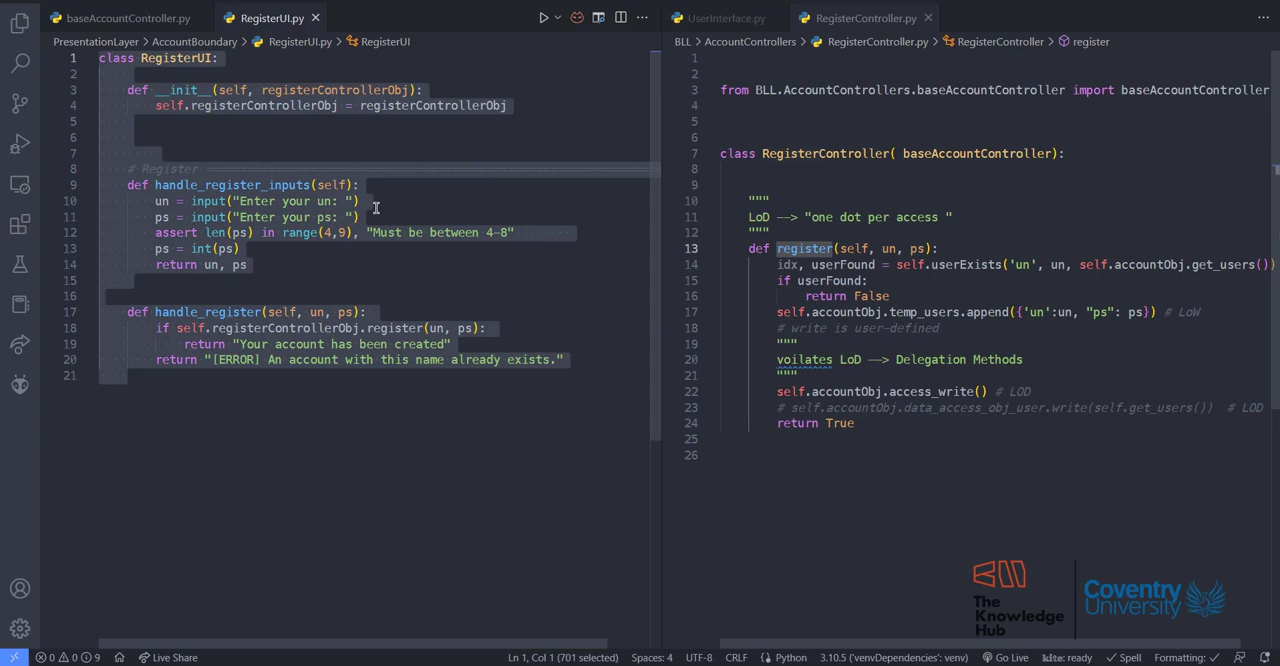 baseAccountController.py
RegisterUI.py
PresentationLayer > AccountBoundary > RegisterUI.py > RegisterUI
1 class RegisterUI:
2
3 def __init__(self, registerControllerObj):
4 self.registerControllerObj = registerControllerObj
5
6
7
8 # Register
9 def handle_register_inputs(self):
10 un = input("Enter your un: ")
11 ps = input("Enter your ps: ")
12 assert len(ps) in range(4,9), "Must be between 4-8"
13 ps = int(ps)
14 return un, ps
15
16
17 def handle_register(self, un, ps):
18 if self.registerControllerObj.register(un, ps):
19 return "Your account has been created"
20 return "[ERROR] An account with this name already exists."
21
UserInterface.py
RegisterController.py
BLL > AccountControllers > RegisterController.py > RegisterController > register
1
2
3 from BLL.AccountControllers.baseAccountController import baseAccountController
4
5
6
7 class RegisterController( baseAccountController):
8
9
10 """
11 LoD --> "one dot per access "
12 """
13 def register(self, un, ps):
14 idx, userFound = self.userExists('un', un, self.accountObj.get_users())
15 if userFound:
16 return False
17 self.accountObj.temp_users.append({'un':un, "ps": ps}) # LoW
18 # write is user-defined
19 """
20 voilates LoD --> Delegation Methods
21 """
22 self.accountObj.access_write() # LOD
23 # self.accountObj.data_access_obj_user.write(self.get_users()) # LOD
24 return True
25
26
The Knowledge Hub
Coventry University
0 0 9 Live Share Ln 1, Col 1 (701 selected) Spaces: 4 UTF-8 CRLF Python 3.10.5 ('venvDependencies': venv) Go Live kite: ready Spell Formatting: